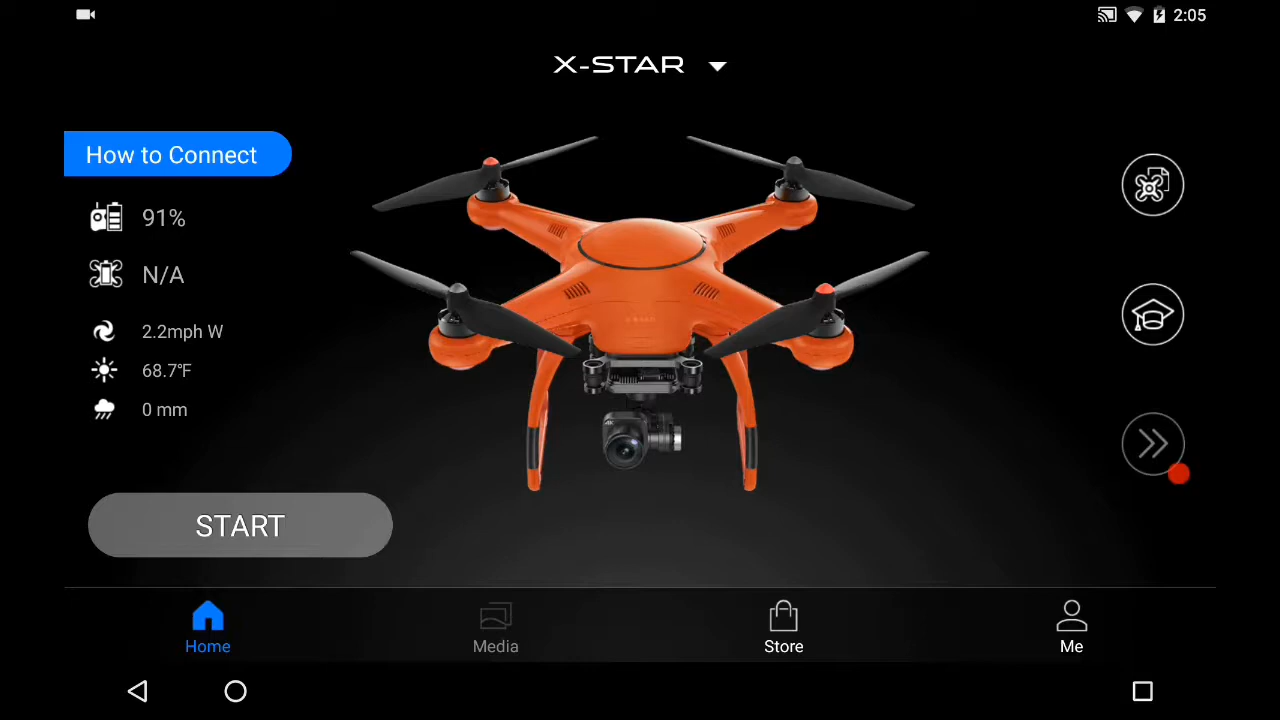 2:05
X-STAR
How to Connect
91%
N/A
2.2mph W
68.7°F
0 mm
START
Home
Media
Store
Me